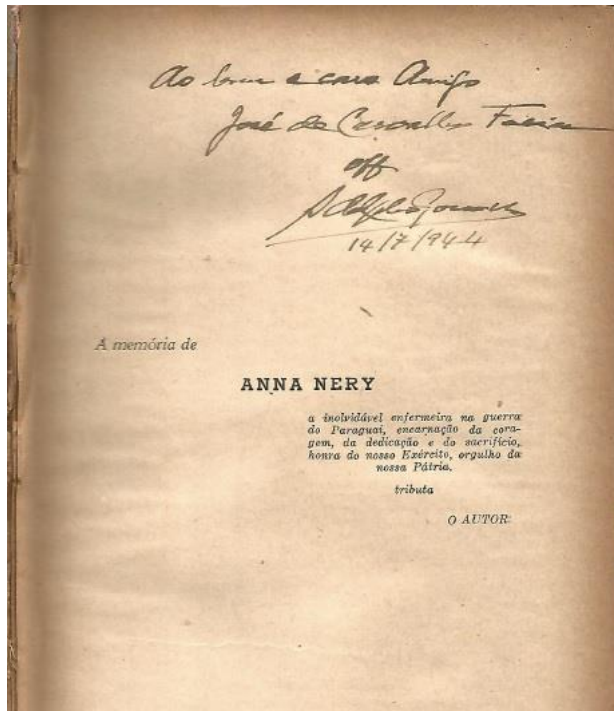 Ao bom e caro Amigo
José de Carvalho
off
14/7/944
A memória de
ANNA NERY
a inolvidável enfermeira na guerra
do Paraguai, encarnação da cora-
gem, da dedicação e do sacrifício,
honra do nosso Exército, orgulho da
nossa Pátria.
tributa
O AUTOR